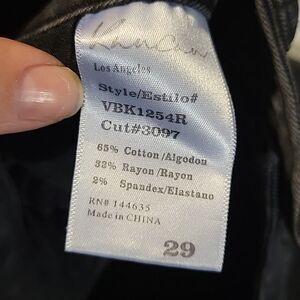 Los Angeles
Style/Estilo#
VBK1254R
Cut#3097
65% Cotton/Algodon
33% Rayon/Rayon
2% Spandex/Elastano
RN# 144635
Made in CHINA
29